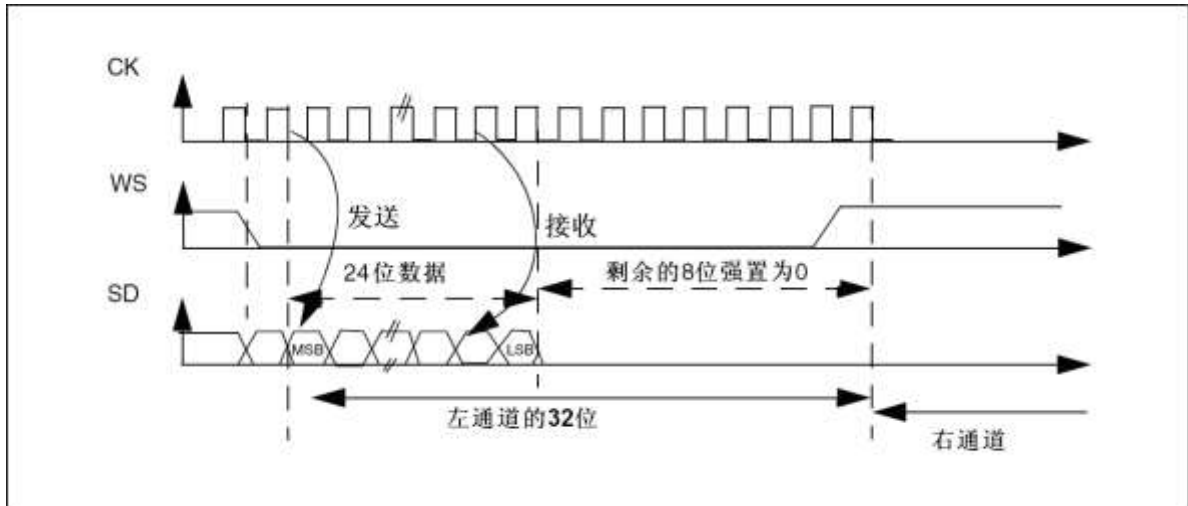 CK
WS
发送
接收
24位数据
剩余的8位强置为0
SD
MSB
LSB
左通道的32位
右通道